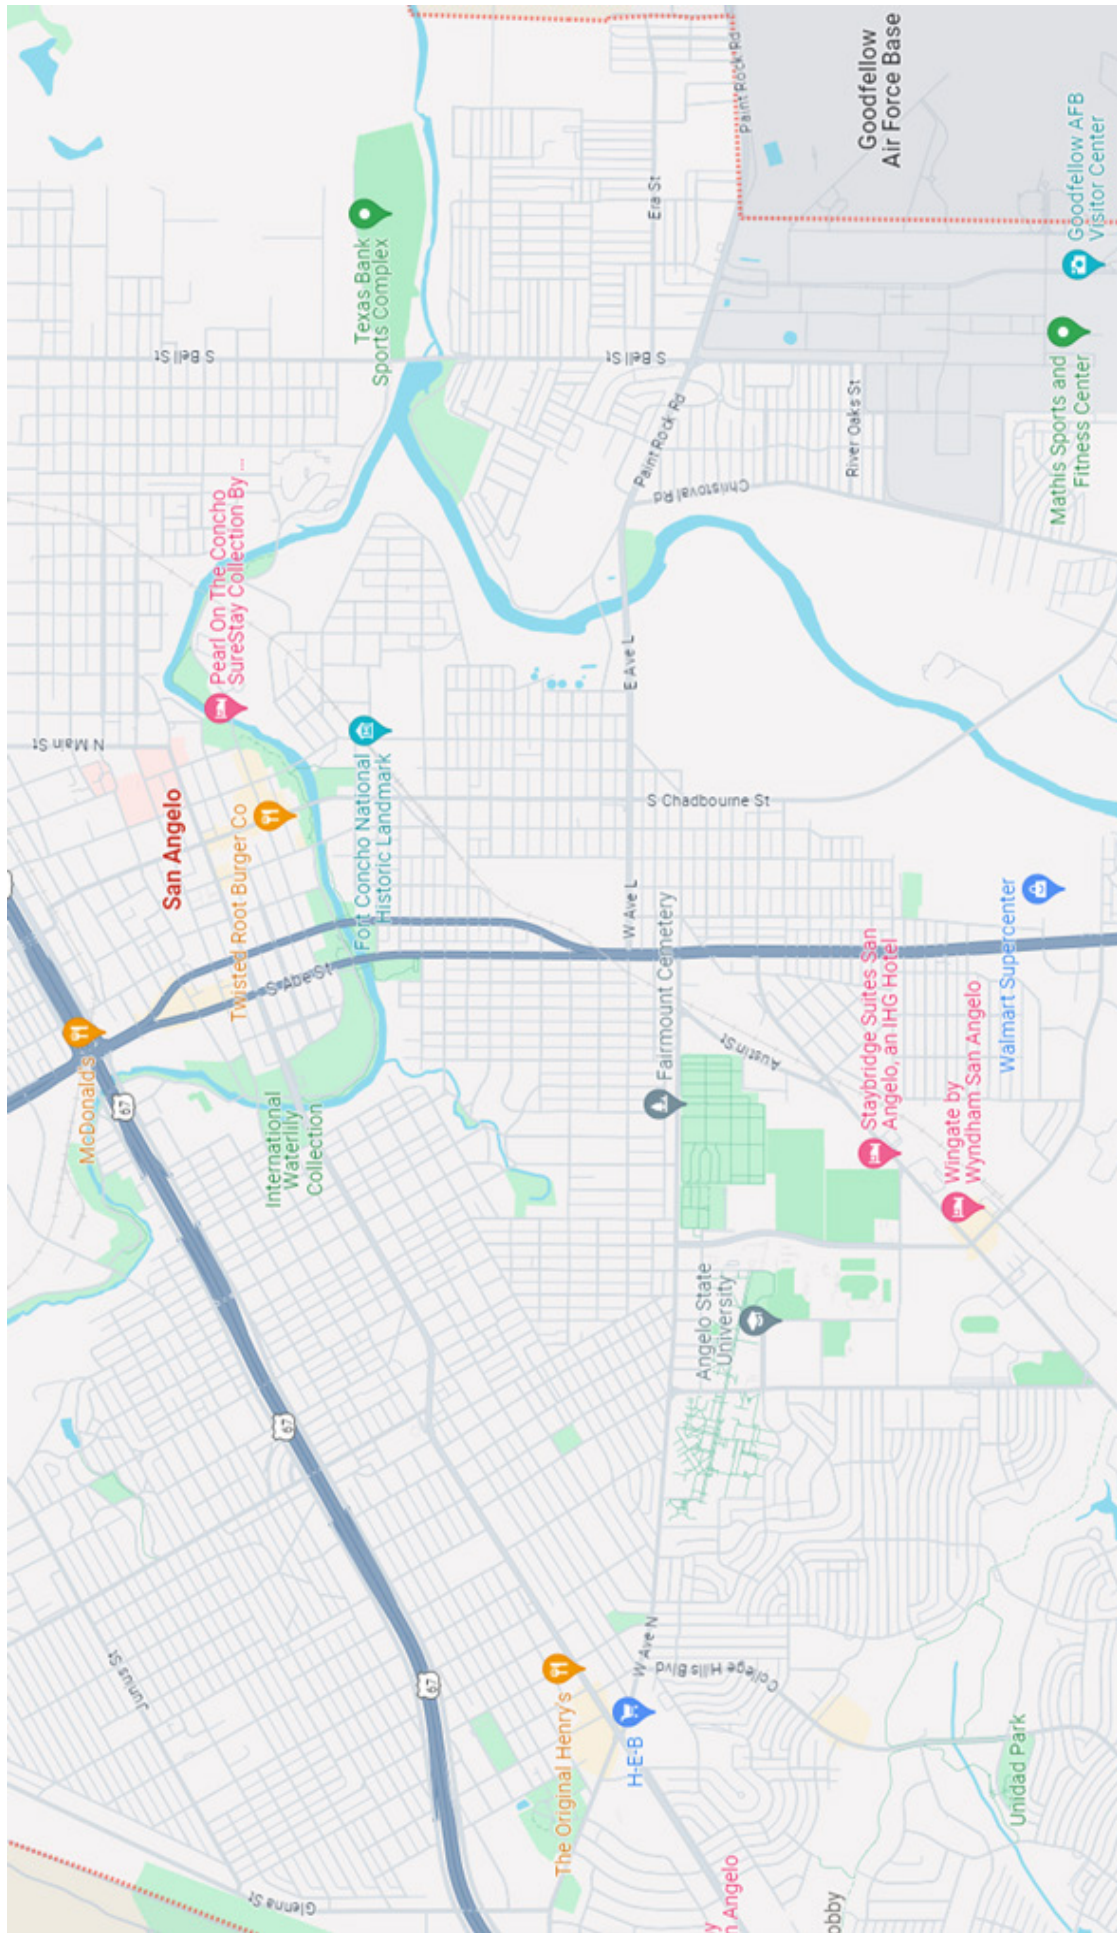 N Main St
S Bell St
McDonald's
67
San Angelo
Junius St
Pearl On The Concho
SureStay Collection By ...
Twisted Root Burger Co
S Abe St
International
Waterlily
Collection
67
Glenna St
Texas Bank
Sports Complex
Fort Concho National
Historic Landmark
67
The Original Henry's
H-E-B
W Ave N
E Ave L
W Ave L
S Bell St
Era St
Paint Rock Rd
Christoval Rd
Paint Rock Rd
S Chadbourne St
Fairmount Cemetery
Austin St
Angelo State
University
College Hills Blvd
y
n Angelo
obby
River Oaks St
Goodfellow
Air Force Base
Staybridge Suites San
Angelo, an IHG Hotel
Wingate by
Wyndham San Angelo
Walmart Supercenter
Unidad Park
Mathis Sports and
Fitness Center
Goodfellow AFB
Visitor Center